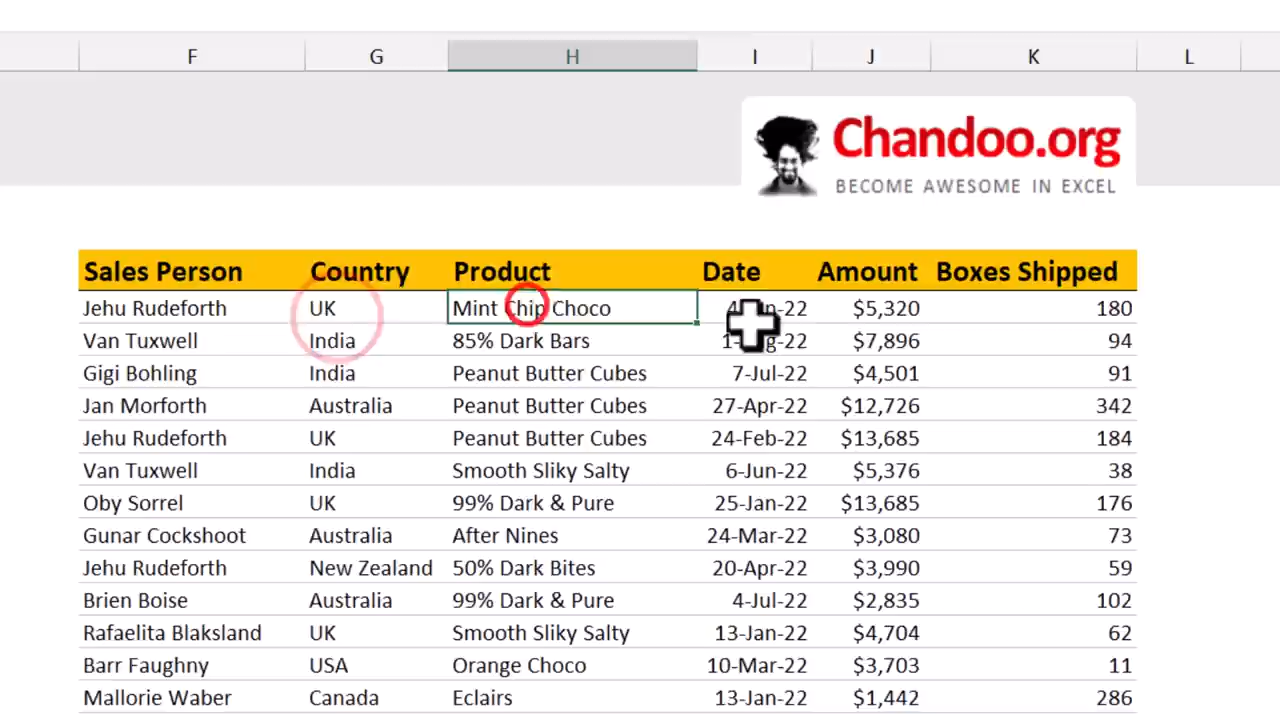 F G H I J K L
Chandoo.org
BECOME AWESOME IN EXCEL
Sales Person Country Product Date Amount Boxes Shipped
Jehu Rudeforth UK Mint Chip Choco $5,320 180
Van Tuxwell India 85% Dark Bars $7,896 94
Gigi Bohling India Peanut Butter Cubes 7-Jul-22 $4,501 91
Jan Morforth Australia Peanut Butter Cubes 27-Apr-22 $12,726 342
Jehu Rudeforth UK Peanut Butter Cubes 24-Feb-22 $13,685 184
Van Tuxwell India Smooth Sliky Salty 6-Jun-22 $5,376 38
Oby Sorrel UK 99% Dark & Pure 25-Jan-22 $13,685 176
Gunar Cockshoot Australia After Nines 24-Mar-22 $3,080 73
Jehu Rudeforth New Zealand 50% Dark Bites 20-Apr-22 $3,990 59
Brien Boise Australia 99% Dark & Pure 4-Jul-22 $2,835 102
Rafaelita Blaksland UK Smooth Sliky Salty 13-Jan-22 $4,704 62
Barr Faughny USA Orange Choco 10-Mar-22 $3,703 11
Mallorie Waber Canada Eclairs 13-Jan-22 $1,442 286